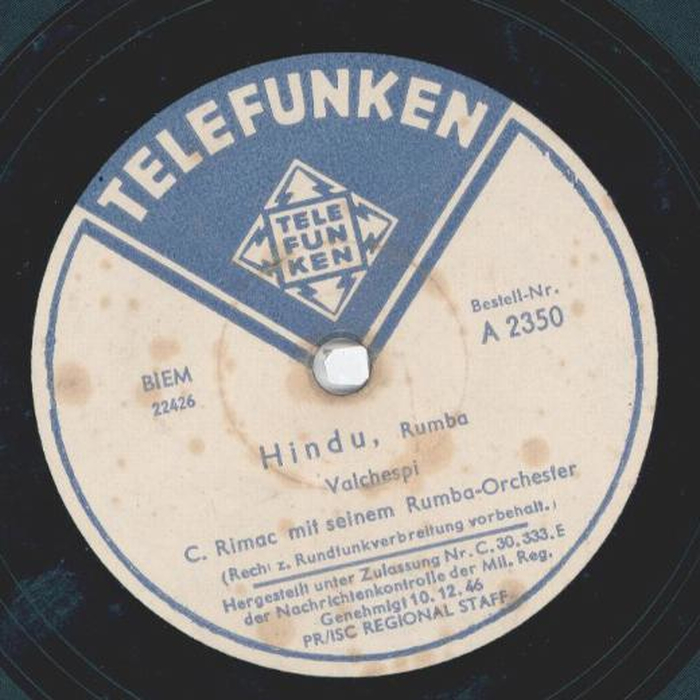 TELEFUNKEN
TELE
FUN
KEN
Bestell-Nr.
A 2350
BIEM
22426
Hindu, Rumba
Valchespi
C. Rimac mit seinem Rumba-Orchester
(Recht z. Rundfunkverbreitung vorbehalt.)
Hergestellt unter Zulassung Nr. C. 30.333. E
der Nachrichtenkontrolle der Mil. Reg.
Genehmigt 10. 12. 46
PR/ISC REGIONAL STAFF